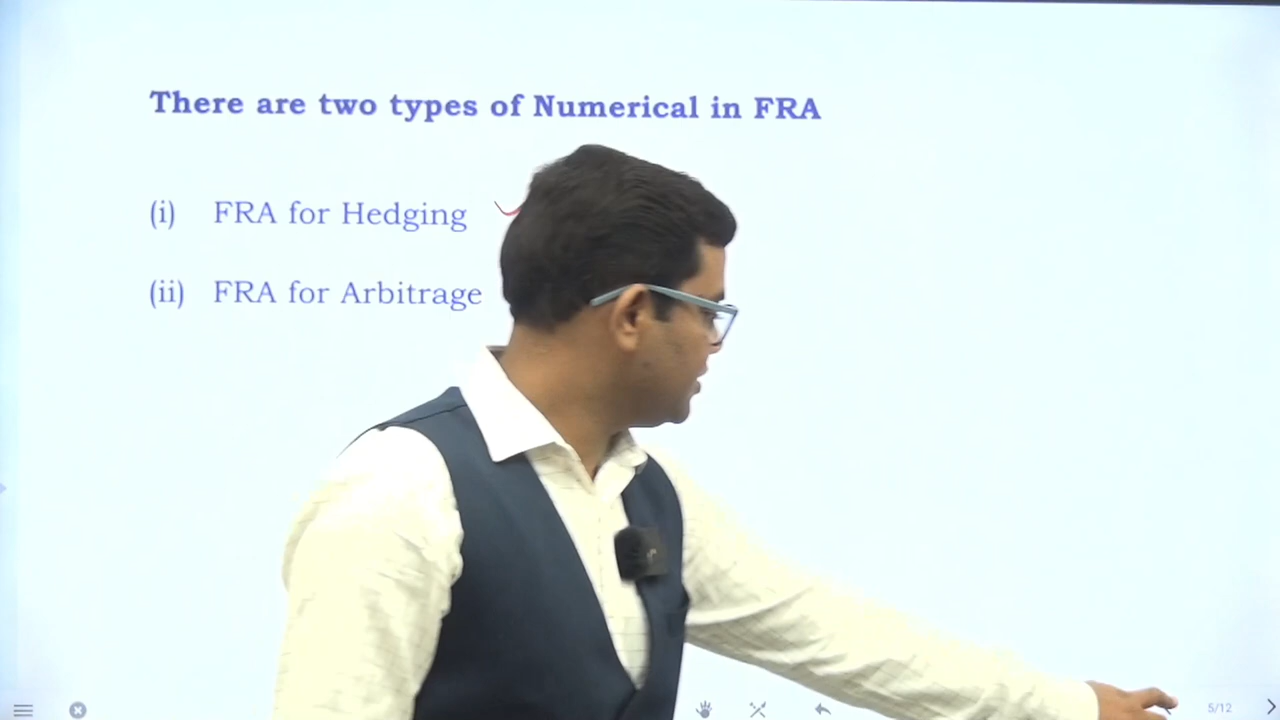 There are two types of Numerical in FRA
(i) FRA for Hedging
(ii) FRA for Arbitrage
5/12